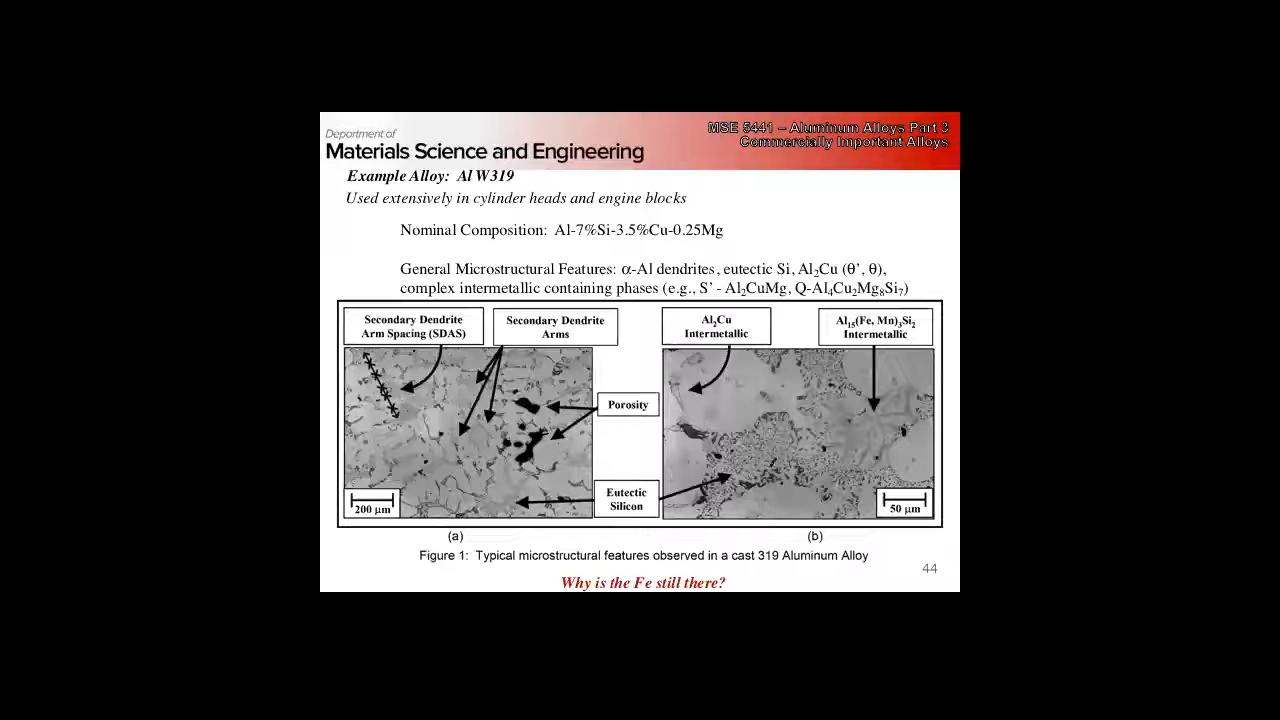 Department of
Materials Science and Engineering
MSE 5441 – Aluminum Alloys Part 3
Commercially Important Alloys
Example Alloy: Al W319
Used extensively in cylinder heads and engine blocks
Nominal Composition: Al-7%Si-3.5%Cu-0.25Mg
General Microstructural Features: α-Al dendrites, eutectic Si, Al₂Cu (θ’, θ),
complex intermetallic containing phases (e.g., S’ - Al₂CuMg, Q-Al₄Cu₂Mg₈Si₇)
Secondary Dendrite
Arm Spacing (SDAS)
Secondary Dendrite
Arms
Al₂Cu
Intermetallic
Al₁₅(Fe, Mn)₃Si₂
Intermetallic
Porosity
Eutectic
Silicon
200 µm
50 µm
(a)
(b)
Figure 1: Typical microstructural features observed in a cast 319 Aluminum Alloy
44
Why is the Fe still there?